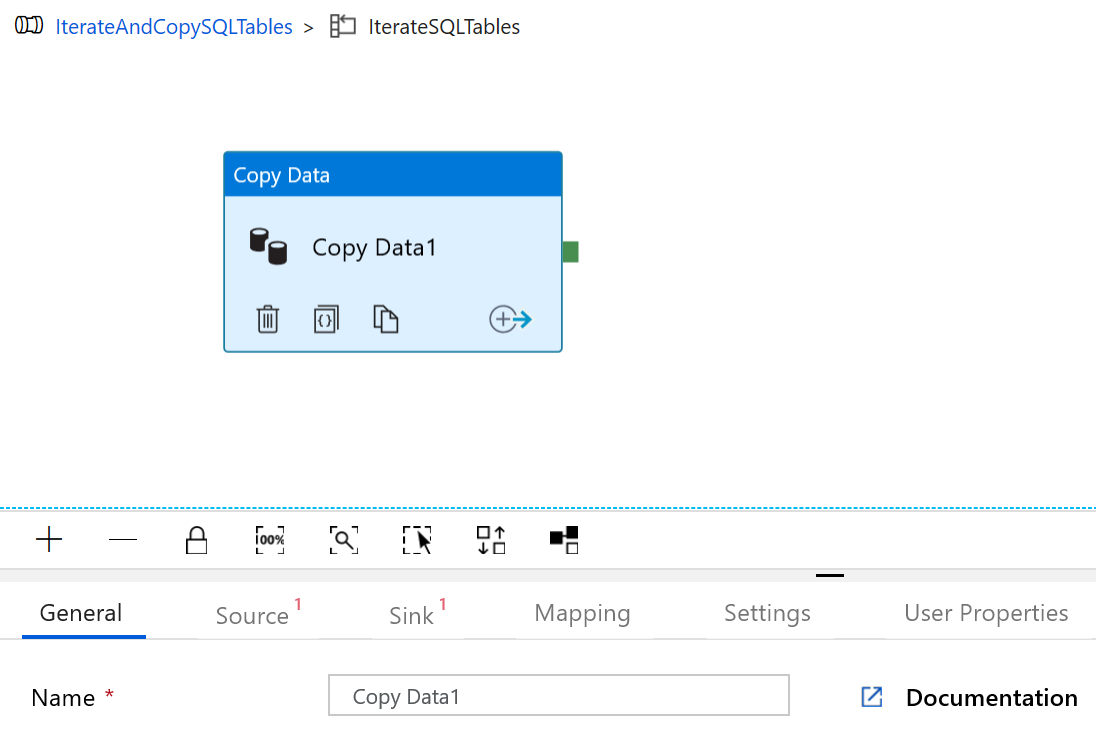 IterateAndCopySQLTables > IterateSQLTables
Copy Data
Copy Data1
{}
100%
General Source 1 Sink 1 Mapping Settings User Properties
Name * Copy Data1 Documentation